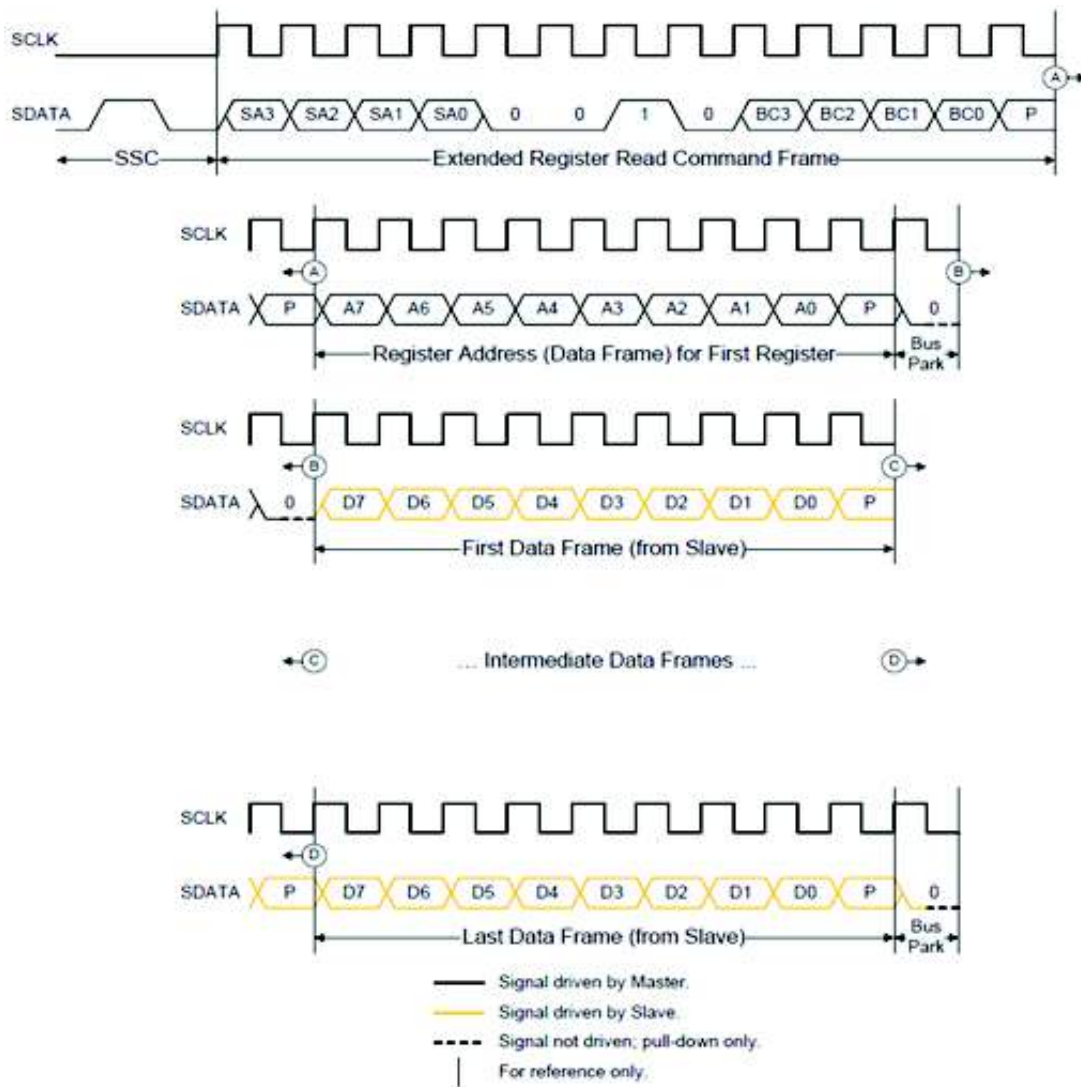 SCLK
A
SDATA SA3 SA2 SA1 SA0 0 0 1 0 BC3 BC2 BC1 BC0 P
SSC Extended Register Read Command Frame
SCLK
A B
SDATA P A7 A6 A5 A4 A3 A2 A1 A0 P 0
Register Address (Data Frame) for First Register Bus
Park
SCLK
B C
SDATA 0 D7 D6 D5 D4 D3 D2 D1 D0 P
First Data Frame (from Slave)
C ... Intermediate Data Frames ... D
SCLK
D
SDATA P D7 D6 D5 D4 D3 D2 D1 D0 P 0
Last Data Frame (from Slave) Bus
Park
Signal driven by Master.
Signal driven by Slave.
Signal not driven; pull-down only.
For reference only.